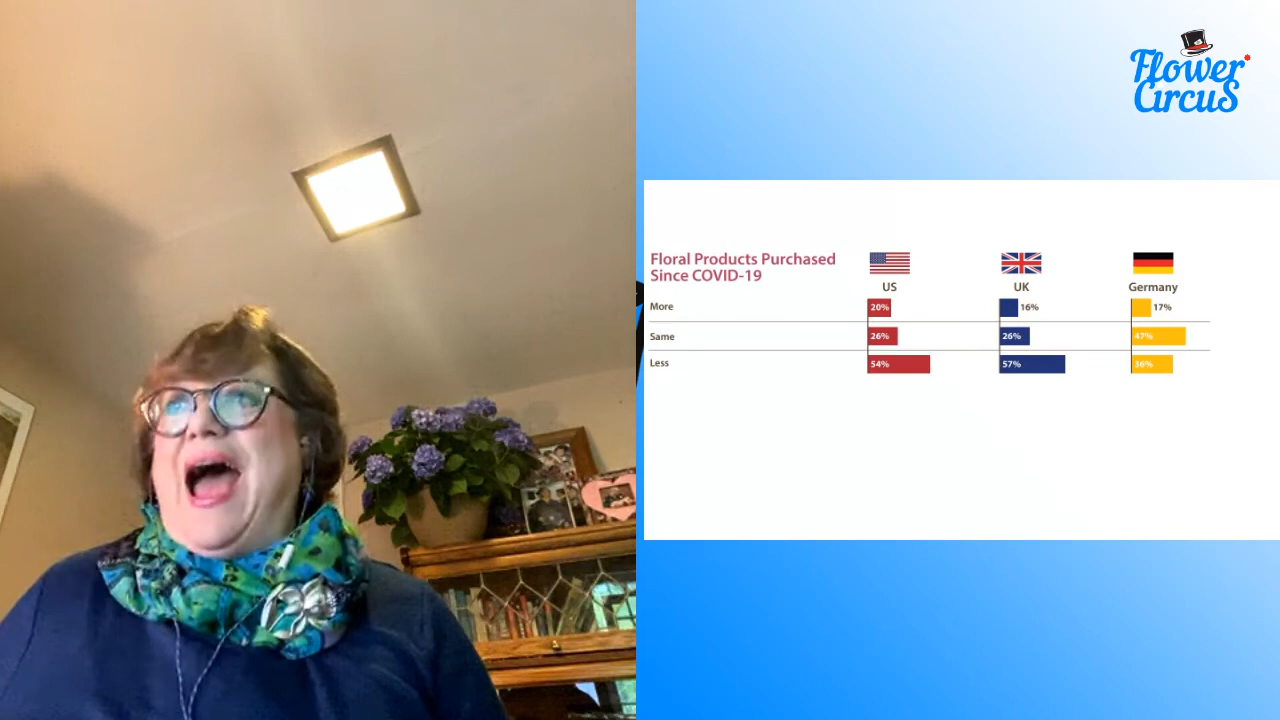 Flower
Circus
Floral Products Purchased
Since COVID-19
US UK Germany
More 20% 16% 17%
Same 26% 26% 47%
Less 54% 57% 36%